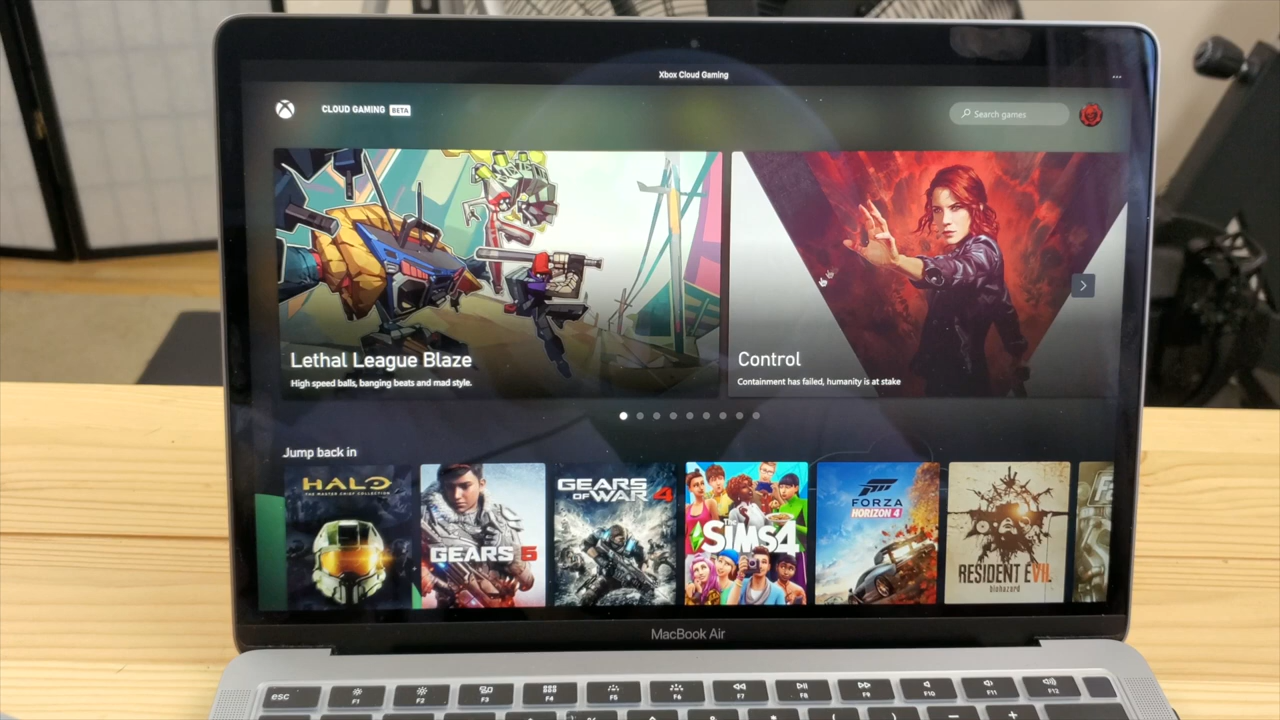 Xbox Cloud Gaming
CLOUD GAMING BETA
Search games
Lethal League Blaze
High speed balls, banging beats and mad style.
Control
Containment has failed, humanity is at stake
Jump back in
HALO
THE MASTER CHIEF COLLECTION
GEARS 5
GEARS
OF WAR 4
THE
SIMS 4
FORZA
HORIZON 4
RESIDENT EVIL
biohazard
MacBook Air
esc
F1
F2
F3
F4
F5
F6
F7
F8
F9
F10
F11
F12